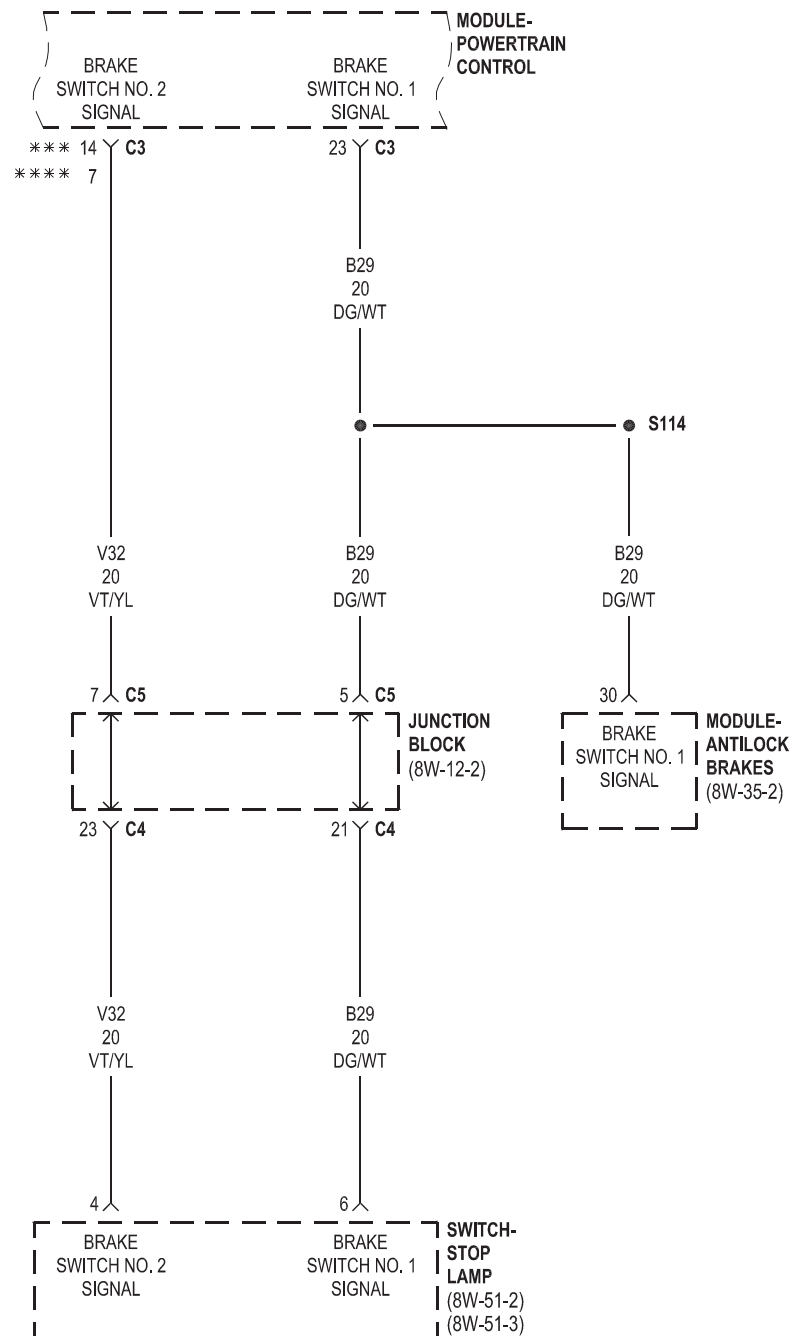 MODULE-
POWERTRAIN
CONTROL
BRAKE
SWITCH NO. 2
SIGNAL
BRAKE
SWITCH NO. 1
SIGNAL
*** 14 C3
**** 7
23 C3
B29
20
DG/WT
S114
V32
20
VT/YL
B29
20
DG/WT
B29
20
DG/WT
7 C5
5 C5
30
JUNCTION
BLOCK
(8W-12-2)
BRAKE
SWITCH NO. 1
SIGNAL
MODULE-
ANTILOCK
BRAKES
(8W-35-2)
23 C4
21 C4
V32
20
VT/YL
B29
20
DG/WT
4
6
BRAKE
SWITCH NO. 2
SIGNAL
BRAKE
SWITCH NO. 1
SIGNAL
SWITCH-
STOP
LAMP
(8W-51-2)
(8W-51-3)